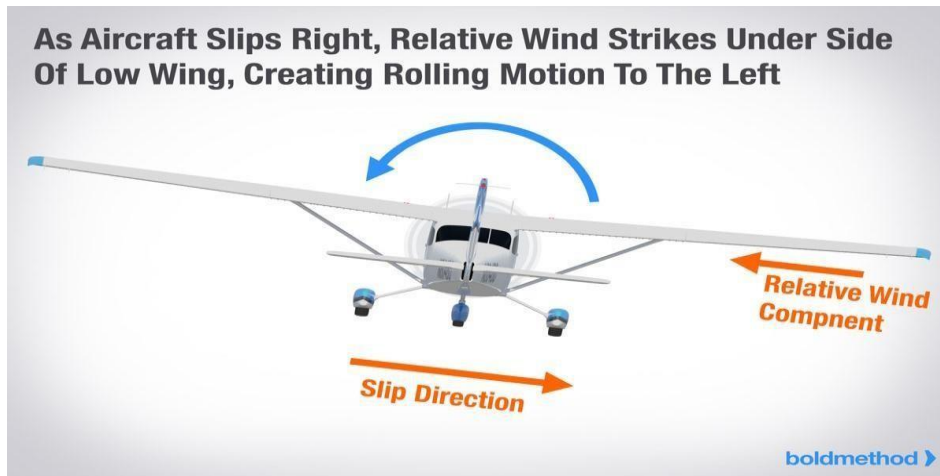 As Aircraft Slips Right, Relative Wind Strikes Under Side
Of Low Wing, Creating Rolling Motion To The Left
Relative Wind
Compnent
Slip Direction
boldmethod